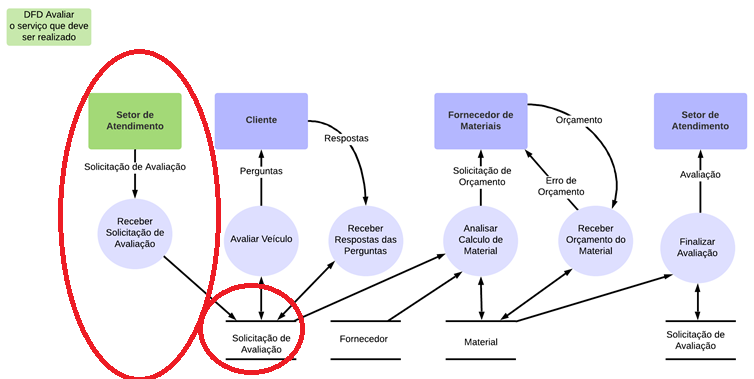 DFD Avaliar
o serviço que deve
ser realizado
Setor de
Atendimento
Cliente
Fornecedor de
Materiais
Setor de
Atendimento
Solicitação de Avaliação
Perguntas
Respostas
Solicitação de
Orçamento
Orçamento
Erro de
Orçamento
Avaliação
Receber
Solicitação de
Avaliação
Avaliar Veículo
Receber
Respostas das
Perguntas
Analisar
Calculo de
Material
Receber
Orçamento do
Material
Finalizar
Avaliação
Solicitação de
Avaliação
Fornecedor
Material
Solicitação de
Avaliação